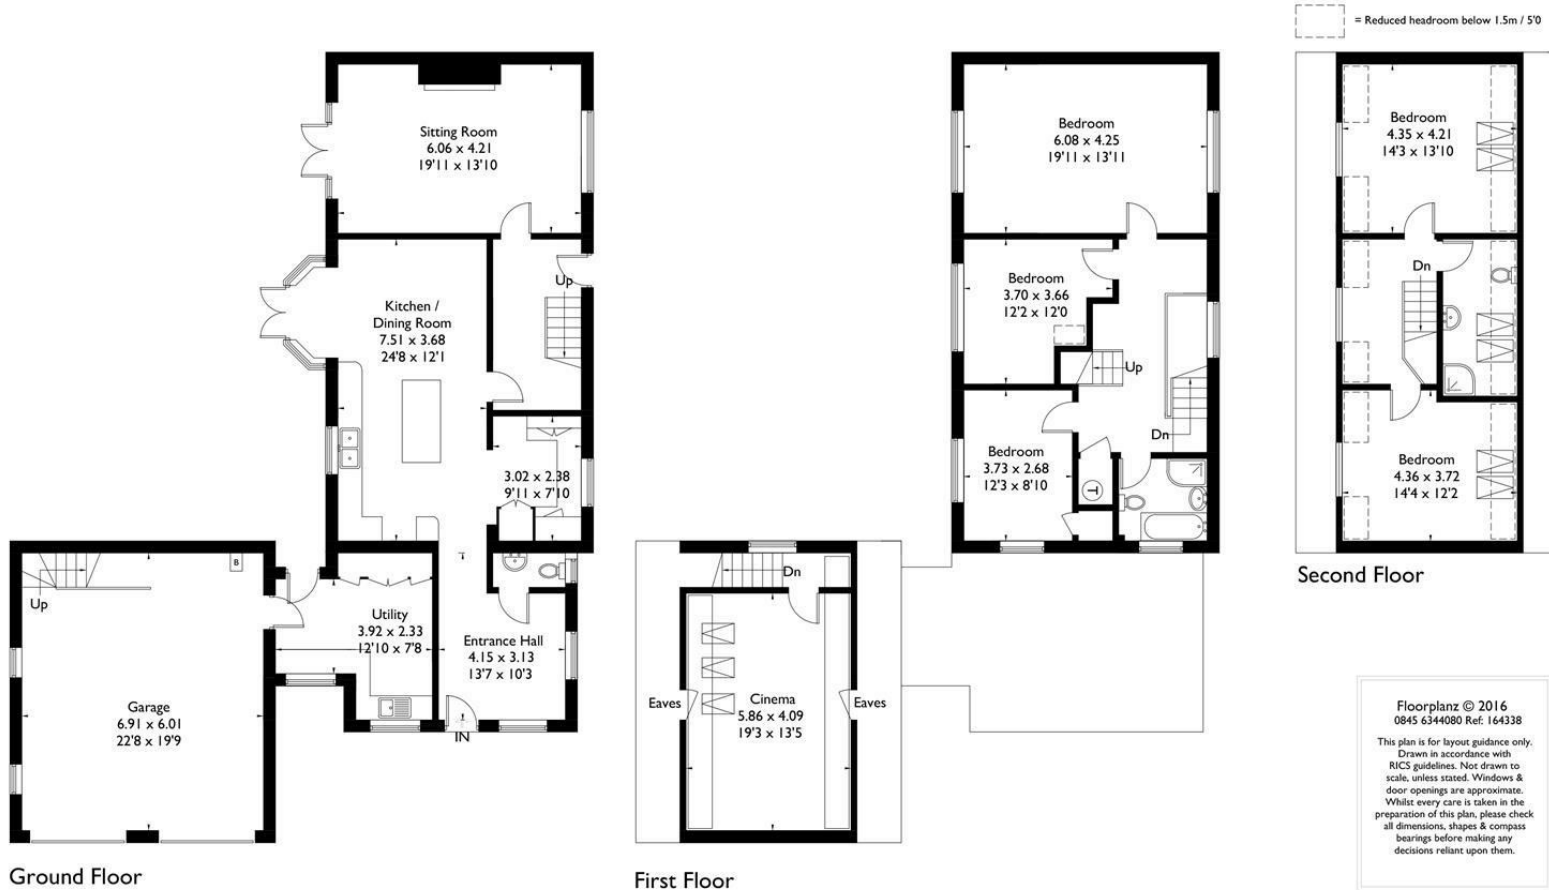 = Reduced headroom below 1.5m / 5'0
Sitting Room
6.06 x 4.21
19'11 x 13'10
Up
Kitchen /
Dining Room
7.51 x 3.68
24'8 x 12'1
3.02 x 2.38
9'11 x 7'10
B
Up
Utility
3.92 x 2.33
12'10 x 7'8
Entrance Hall
4.15 x 3.13
13'7 x 10'3
Garage
6.91 x 6.01
22'8 x 19'9
IN
Ground Floor
Bedroom
6.08 x 4.25
19'11 x 13'11
Bedroom
3.70 x 3.66
12'2 x 12'0
Up
Bedroom
3.73 x 2.68
12'3 x 8'10
Dn
T
Dn
Eaves
Cinema
5.86 x 4.09
19'3 x 13'5
Eaves
First Floor
Bedroom
4.35 x 4.21
14'3 x 13'10
Dn
Bedroom
4.36 x 3.72
14'4 x 12'2
Second Floor
Floorplanz © 2016
0845 6344080 Ref: 164338
This plan is for layout guidance only.
Drawn in accordance with
RICS guidelines. Not drawn to
scale, unless stated. Windows &
door openings are approximate.
Whilst every care is taken in the
preparation of this plan, please check
all dimensions, shapes & compass
bearings before making any
decisions reliant upon them.